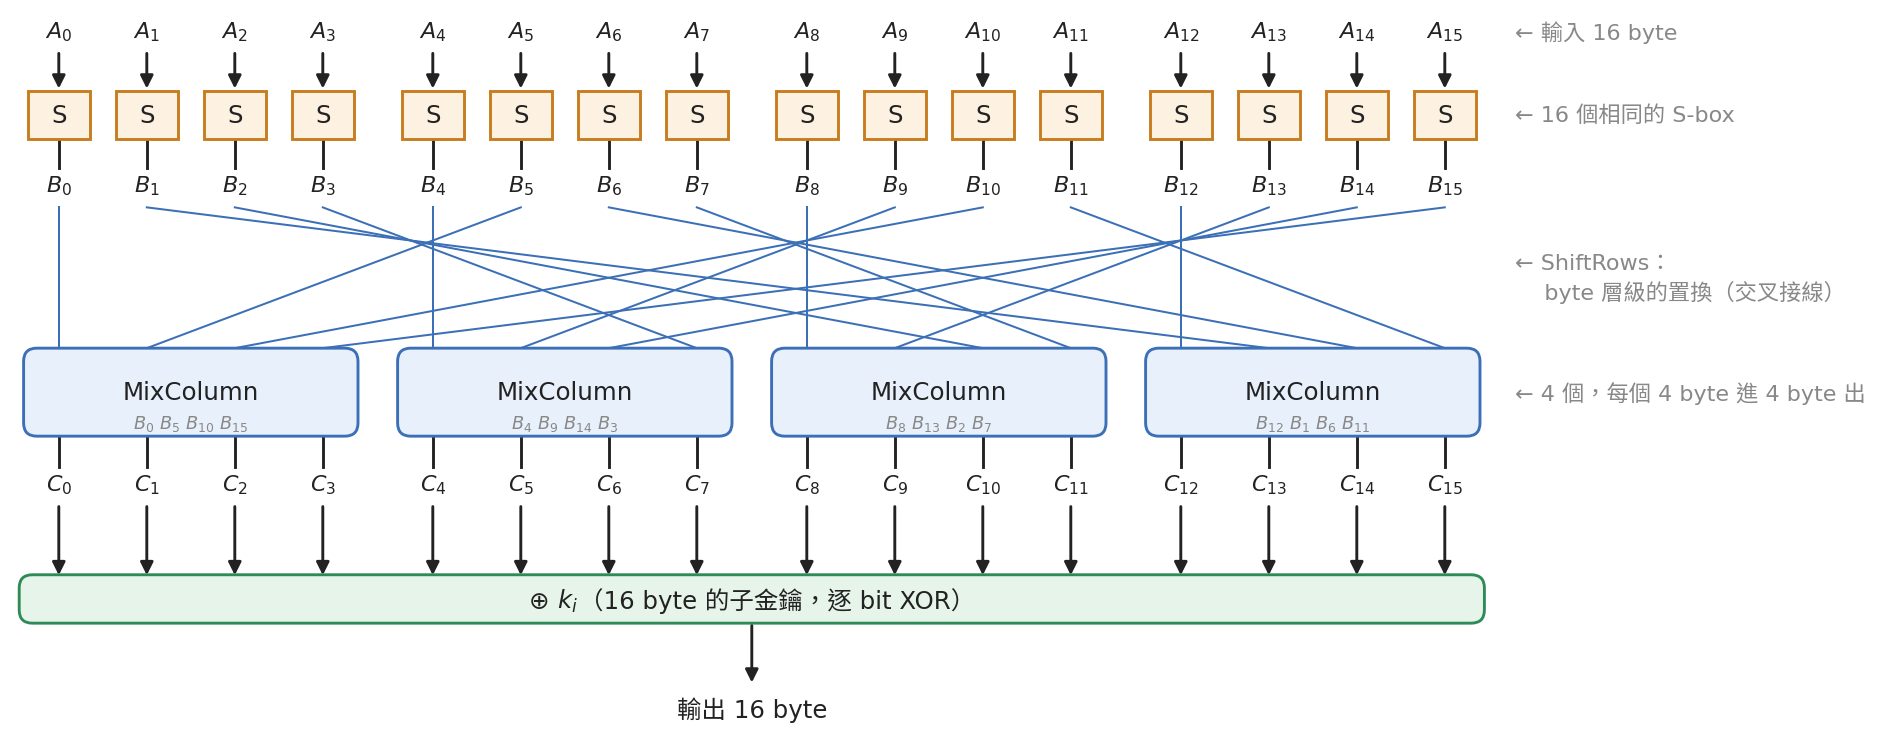 A₀ A₁ A₂ A₃ A₄ A₅ A₆ A₇ A₈ A₉ A₁₀ A₁₁ A₁₂ A₁₃ A₁₄ A₁₅ ← 輸入 16 byte
S S S S S S S S S S S S S S S S ← 16 個相同的 S-box
B₀ B₁ B₂ B₃ B₄ B₅ B₆ B₇ B₈ B₉ B₁₀ B₁₁ B₁₂ B₁₃ B₁₄ B₁₅
← ShiftRows：
byte 層級的置換（交叉接線）
MixColumn MixColumn MixColumn MixColumn ← 4 個，每個 4 byte 進 4 byte 出
B₀ B₅ B₁₀ B₁₅ B₄ B₉ B₁₄ B₃ B₈ B₁₃ B₂ B₇ B₁₂ B₁ B₆ B₁₁
C₀ C₁ C₂ C₃ C₄ C₅ C₆ C₇ C₈ C₉ C₁₀ C₁₁ C₁₂ C₁₃ C₁₄ C₁₅
⊕ kᵢ（16 byte 的子金鑰，逐 bit XOR）
輸出 16 byte